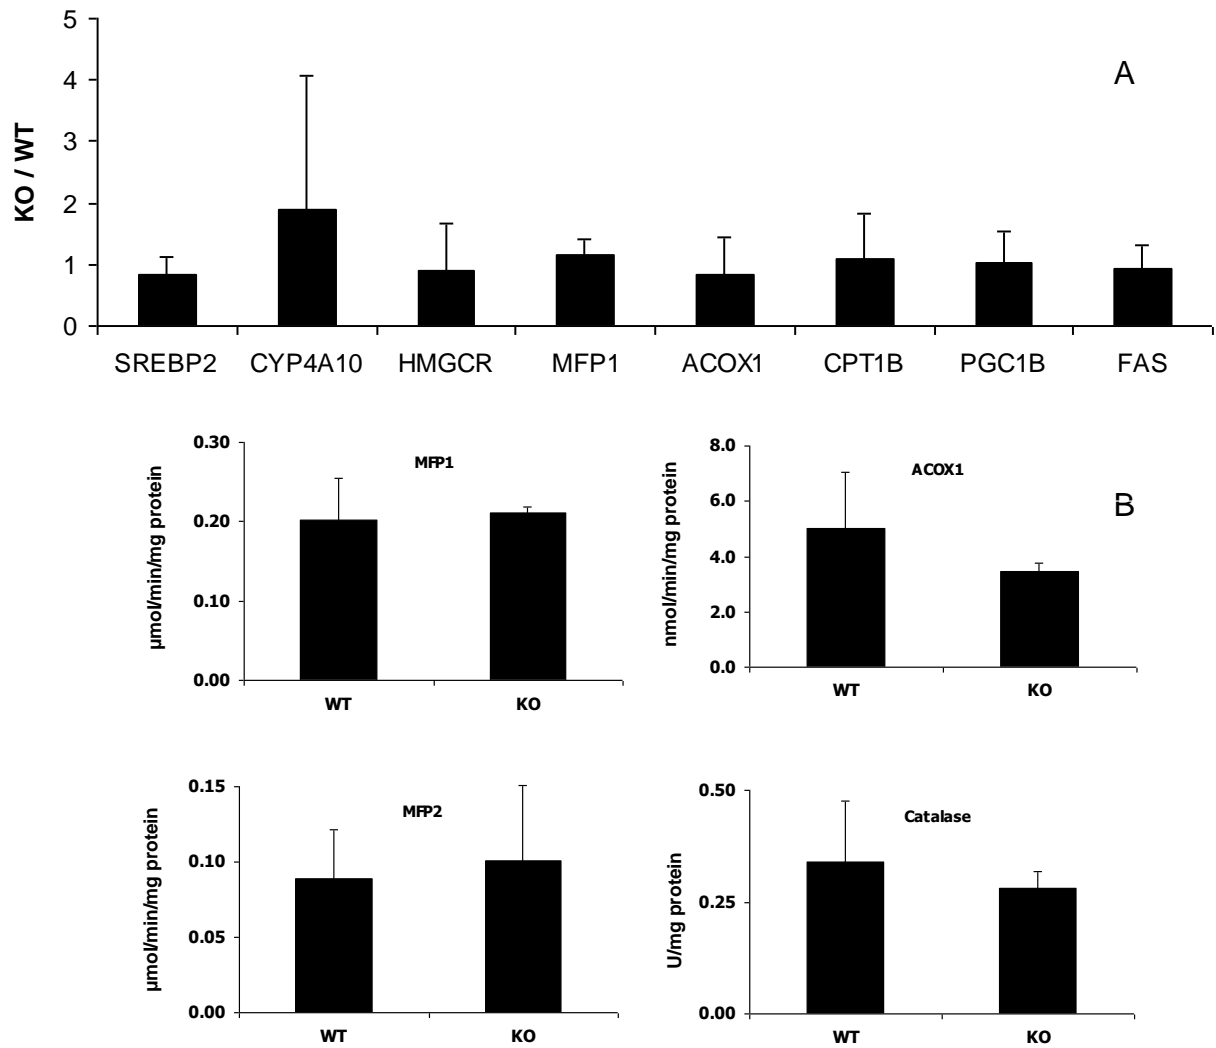 5
4
3
2
1
0
KO / WT
A
SREBP2 CYP4A10 HMGCR MFP1 ACOX1 CPT1B PGC1B FAS
0.30
0.20
0.10
0.00
µmol/min/mg protein
MFP1
WT KO
8.0
6.0
4.0
2.0
0.0
nmol/min/mg protein
ACOX1
B
WT KO
0.15
0.10
0.05
0.00
µmol/min/mg protein
MFP2
WT KO
0.50
0.25
0.00
U/mg protein
Catalase
WT KO